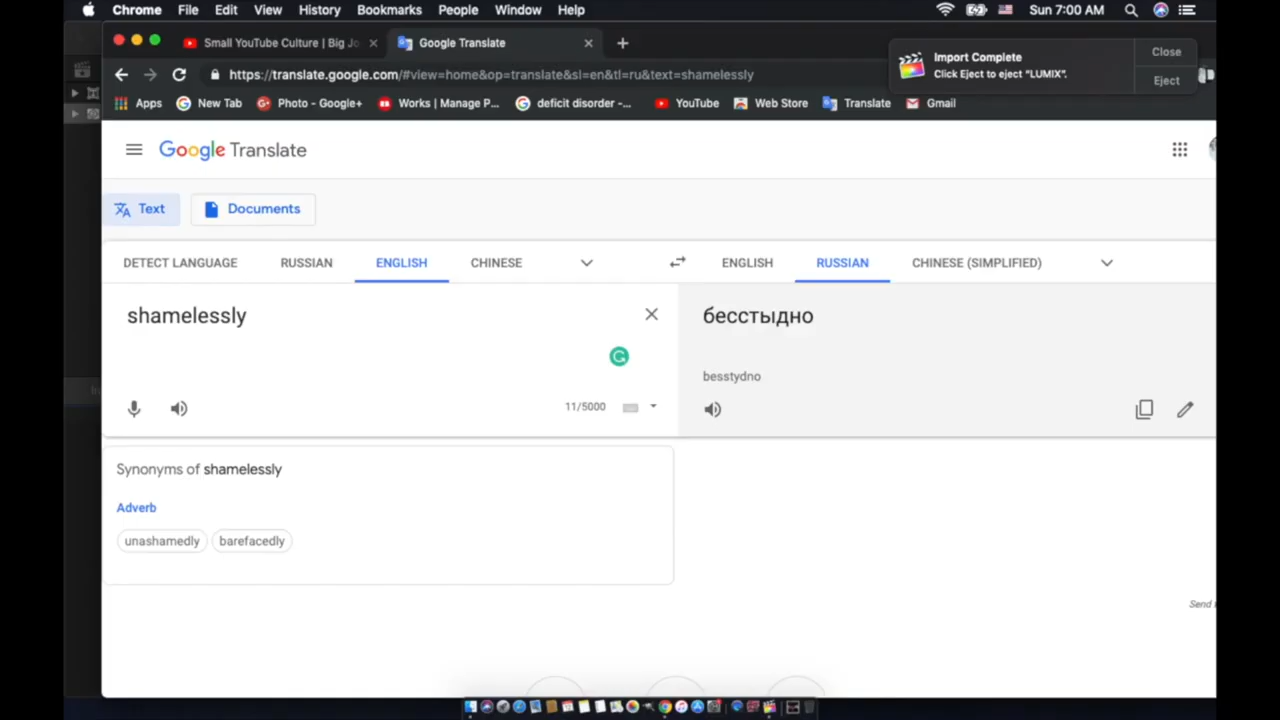 Chrome File Edit View History Bookmarks People Window Help Sun 7:00 AM
Small YouTube Culture | Big Jo Google Translate
Import Complete Close
https://translate.google.com/#view=home&op=translate&sl=en&tl=ru&text=shamelessly
Click Eject to eject "LUMIX". Eject
Apps New Tab Photo - Google+ Works | Manage P... deficit disorder -... YouTube Web Store Translate Gmail
Google Translate
Text Documents
DETECT LANGUAGE RUSSIAN ENGLISH CHINESE ENGLISH RUSSIAN CHINESE (SIMPLIFIED)
shamelessly бесстыдно
besstydno
11/5000
Synonyms of shamelessly
Adverb
unashamedly barefacedly
Send